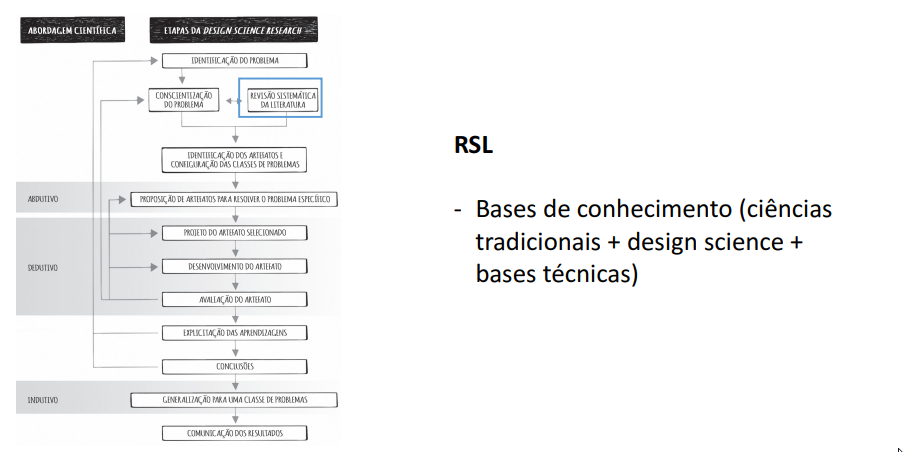 ABORDAGEM CIENTÍFICA
ETAPAS DA DESIGN SCIENCE RESEARCH
IDENTIFICAÇÃO DO PROBLEMA
CONSCIENTIZAÇÃO
DO PROBLEMA
REVISÃO SISTEMÁTICA
DA LITERATURA
IDENTIFICAÇÃO DOS ARTEFATOS E
CONFIGURAÇÃO DAS CLASSES DE PROBLEMAS
ABDUTIVO
PROPOSIÇÃO DE ARTEFATOS PARA RESOLVER O PROBLEMA ESPECÍFICO
PROJETO DO ARTEFATO SELECIONADO
DEDUTIVO
DESENVOLVIMENTO DO ARTEFATO
AVALIAÇÃO DO ARTEFATO
EXPLICITAÇÃO DAS APRENDIZAGENS
CONCLUSÕES
INDUTIVO
GENERALIZAÇÃO PARA UMA CLASSE DE PROBLEMAS
COMUNICAÇÃO DOS RESULTADOS
RSL
- Bases de conhecimento (ciências
tradicionais + design science +
bases técnicas)